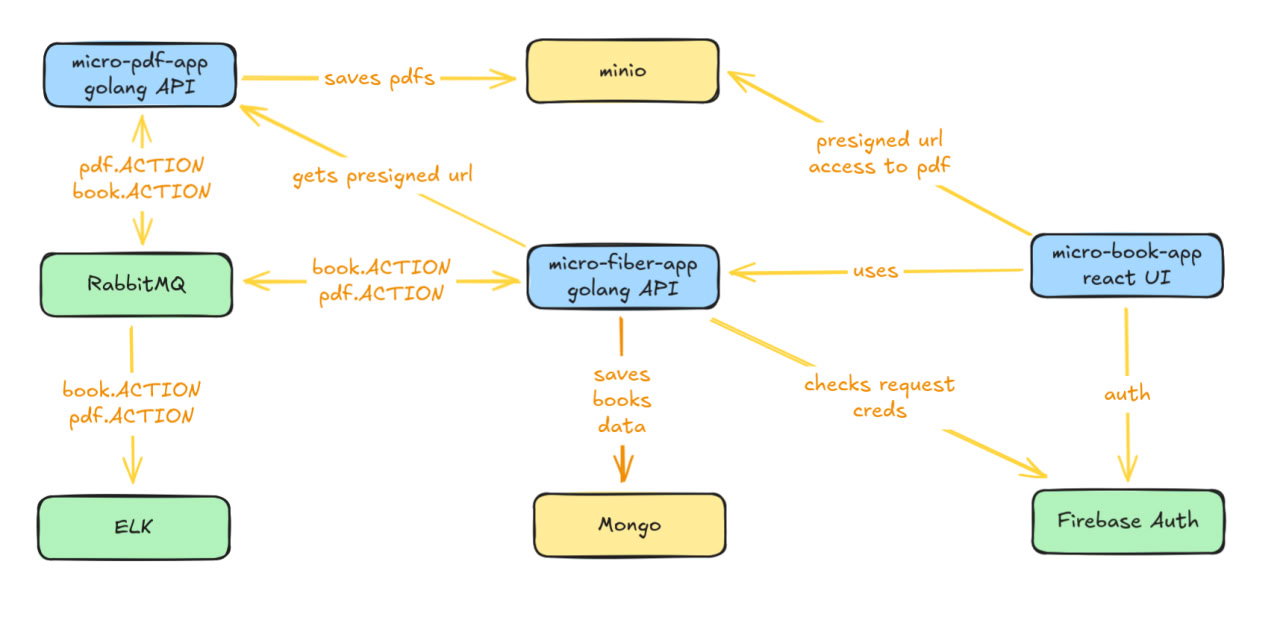 micro-pdf-app
golang API
saves pdfs
minio
presigned url
access to pdf
pdf.ACTION
book.ACTION
gets presigned url
RabbitMQ
book.ACTION
pdf.ACTION
micro-fiber-app
golang API
uses
micro-book-app
react UI
book.ACTION
pdf.ACTION
saves
books
data
checks request
creds
auth
ELK
Mongo
Firebase Auth